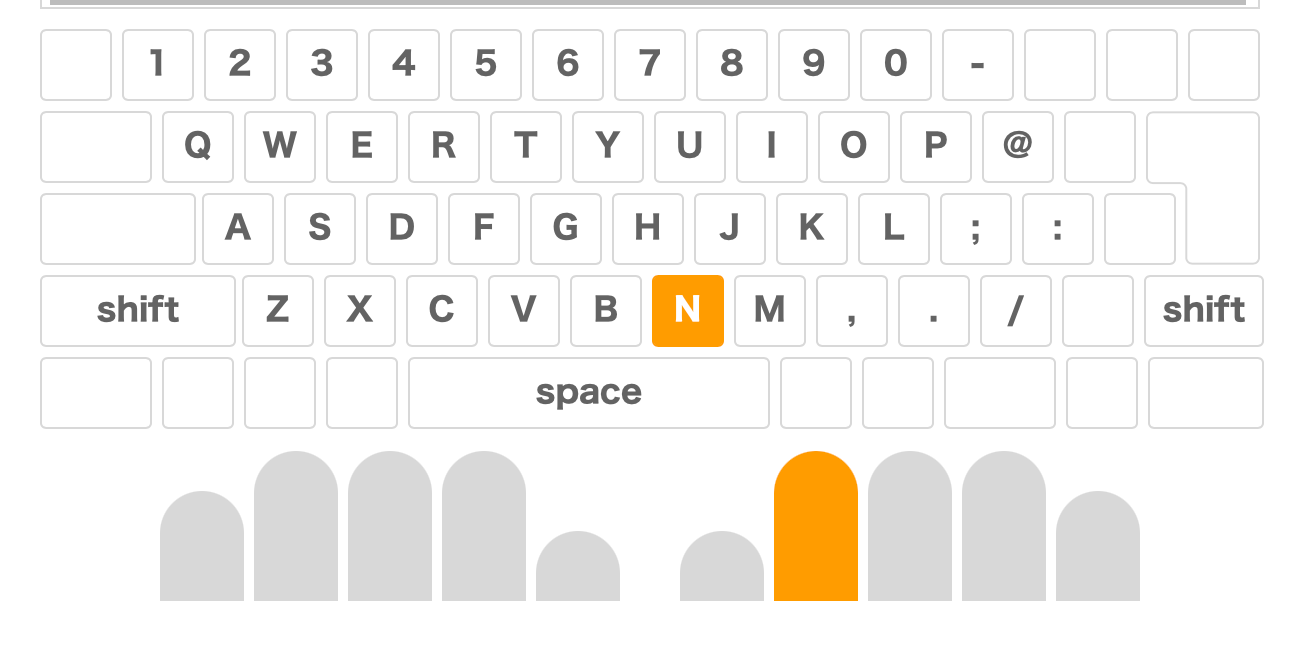 1 2 3 4 5 6 7 8 9 0 -
Q W E R T Y U I O P @
A S D F G H J K L ; :
shift Z X C V B N M , . / shift
space